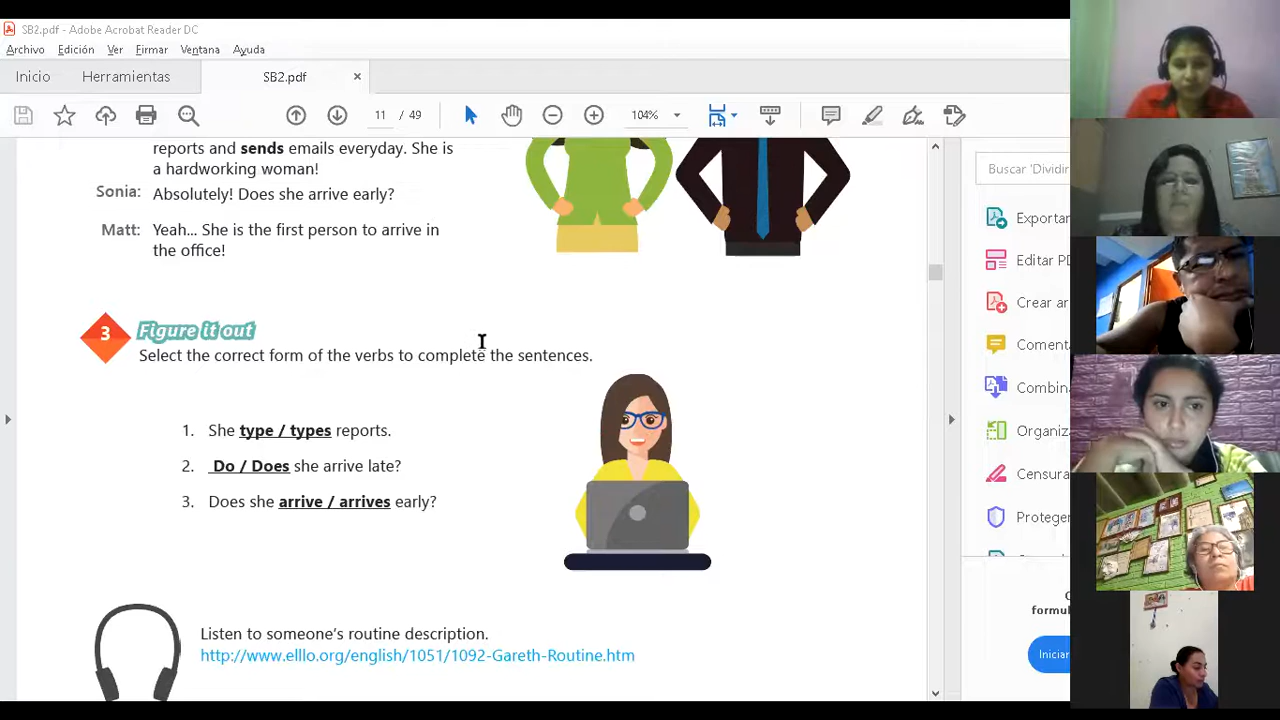 SB2.pdf - Adobe Acrobat Reader DC
Archivo Edición Ver Firmar Ventana Ayuda
Inicio Herramientas SB2.pdf ×
11 / 49 104%
reports and sends emails everyday. She is
a hardworking woman!
Sonia: Absolutely! Does she arrive early?
Matt: Yeah... She is the first person to arrive in
the office!
3 Figure it out
Select the correct form of the verbs to complete the sentences.
1. She type / types reports.
2. Do / Does she arrive late?
3. Does she arrive / arrives early?
Listen to someone's routine description.
http://www.elllo.org/english/1051/1092-Gareth-Routine.htm
Buscar 'Dividir
Exportar
Editar PD
Crear ar
Coment
Combina
Organiz
Censura
Proteger
formul
Iniciar